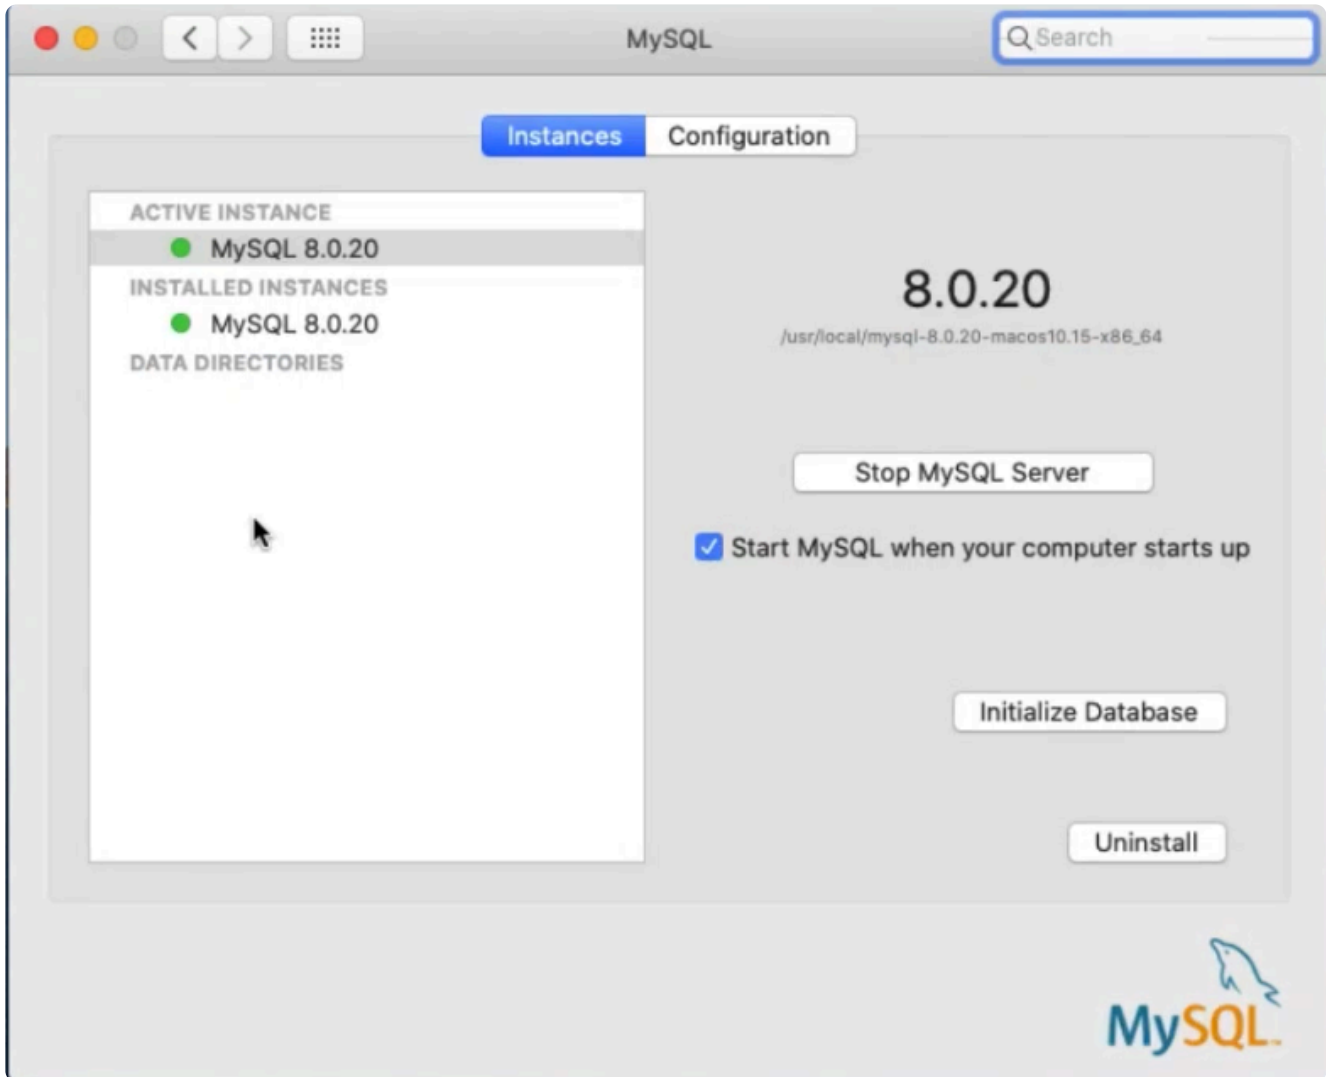 MySQL
Search
Instances
Configuration
ACTIVE INSTANCE
MySQL 8.0.20
INSTALLED INSTANCES
MySQL 8.0.20
DATA DIRECTORIES
8.0.20
/usr/local/mysql-8.0.20-macos10.15-x86_64
Stop MySQL Server
Start MySQL when your computer starts up
Initialize Database
Uninstall
MySQL™